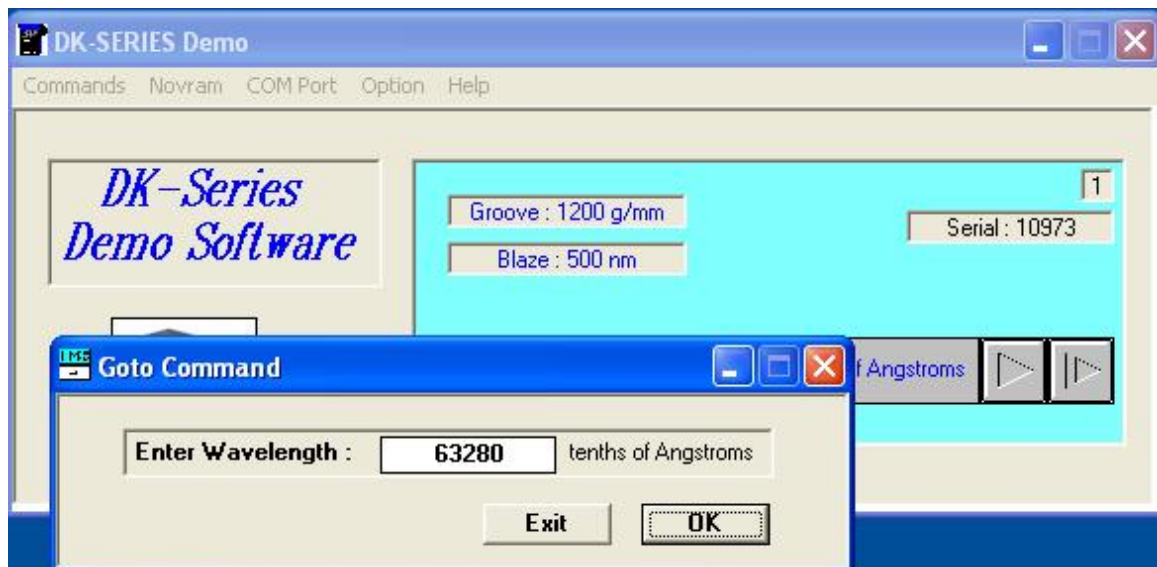 DK-SERIES Demo
Commands Novram COM Port Option Help
DK-Series
Demo Software
Groove : 1200 g/mm
Blaze : 500 nm
1
Serial : 10973
f Angstroms
Goto Command
Enter Wavelength : 63280 tenths of Angstroms
Exit OK